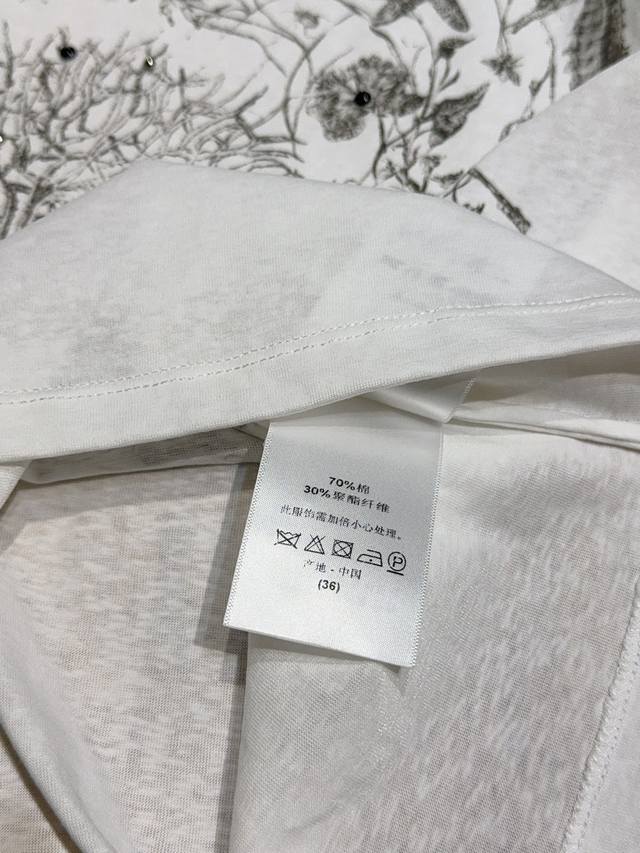 70%棉
30%聚酯纤维
此服饰需加倍小心处理。
P
产地 - 中国
(36)